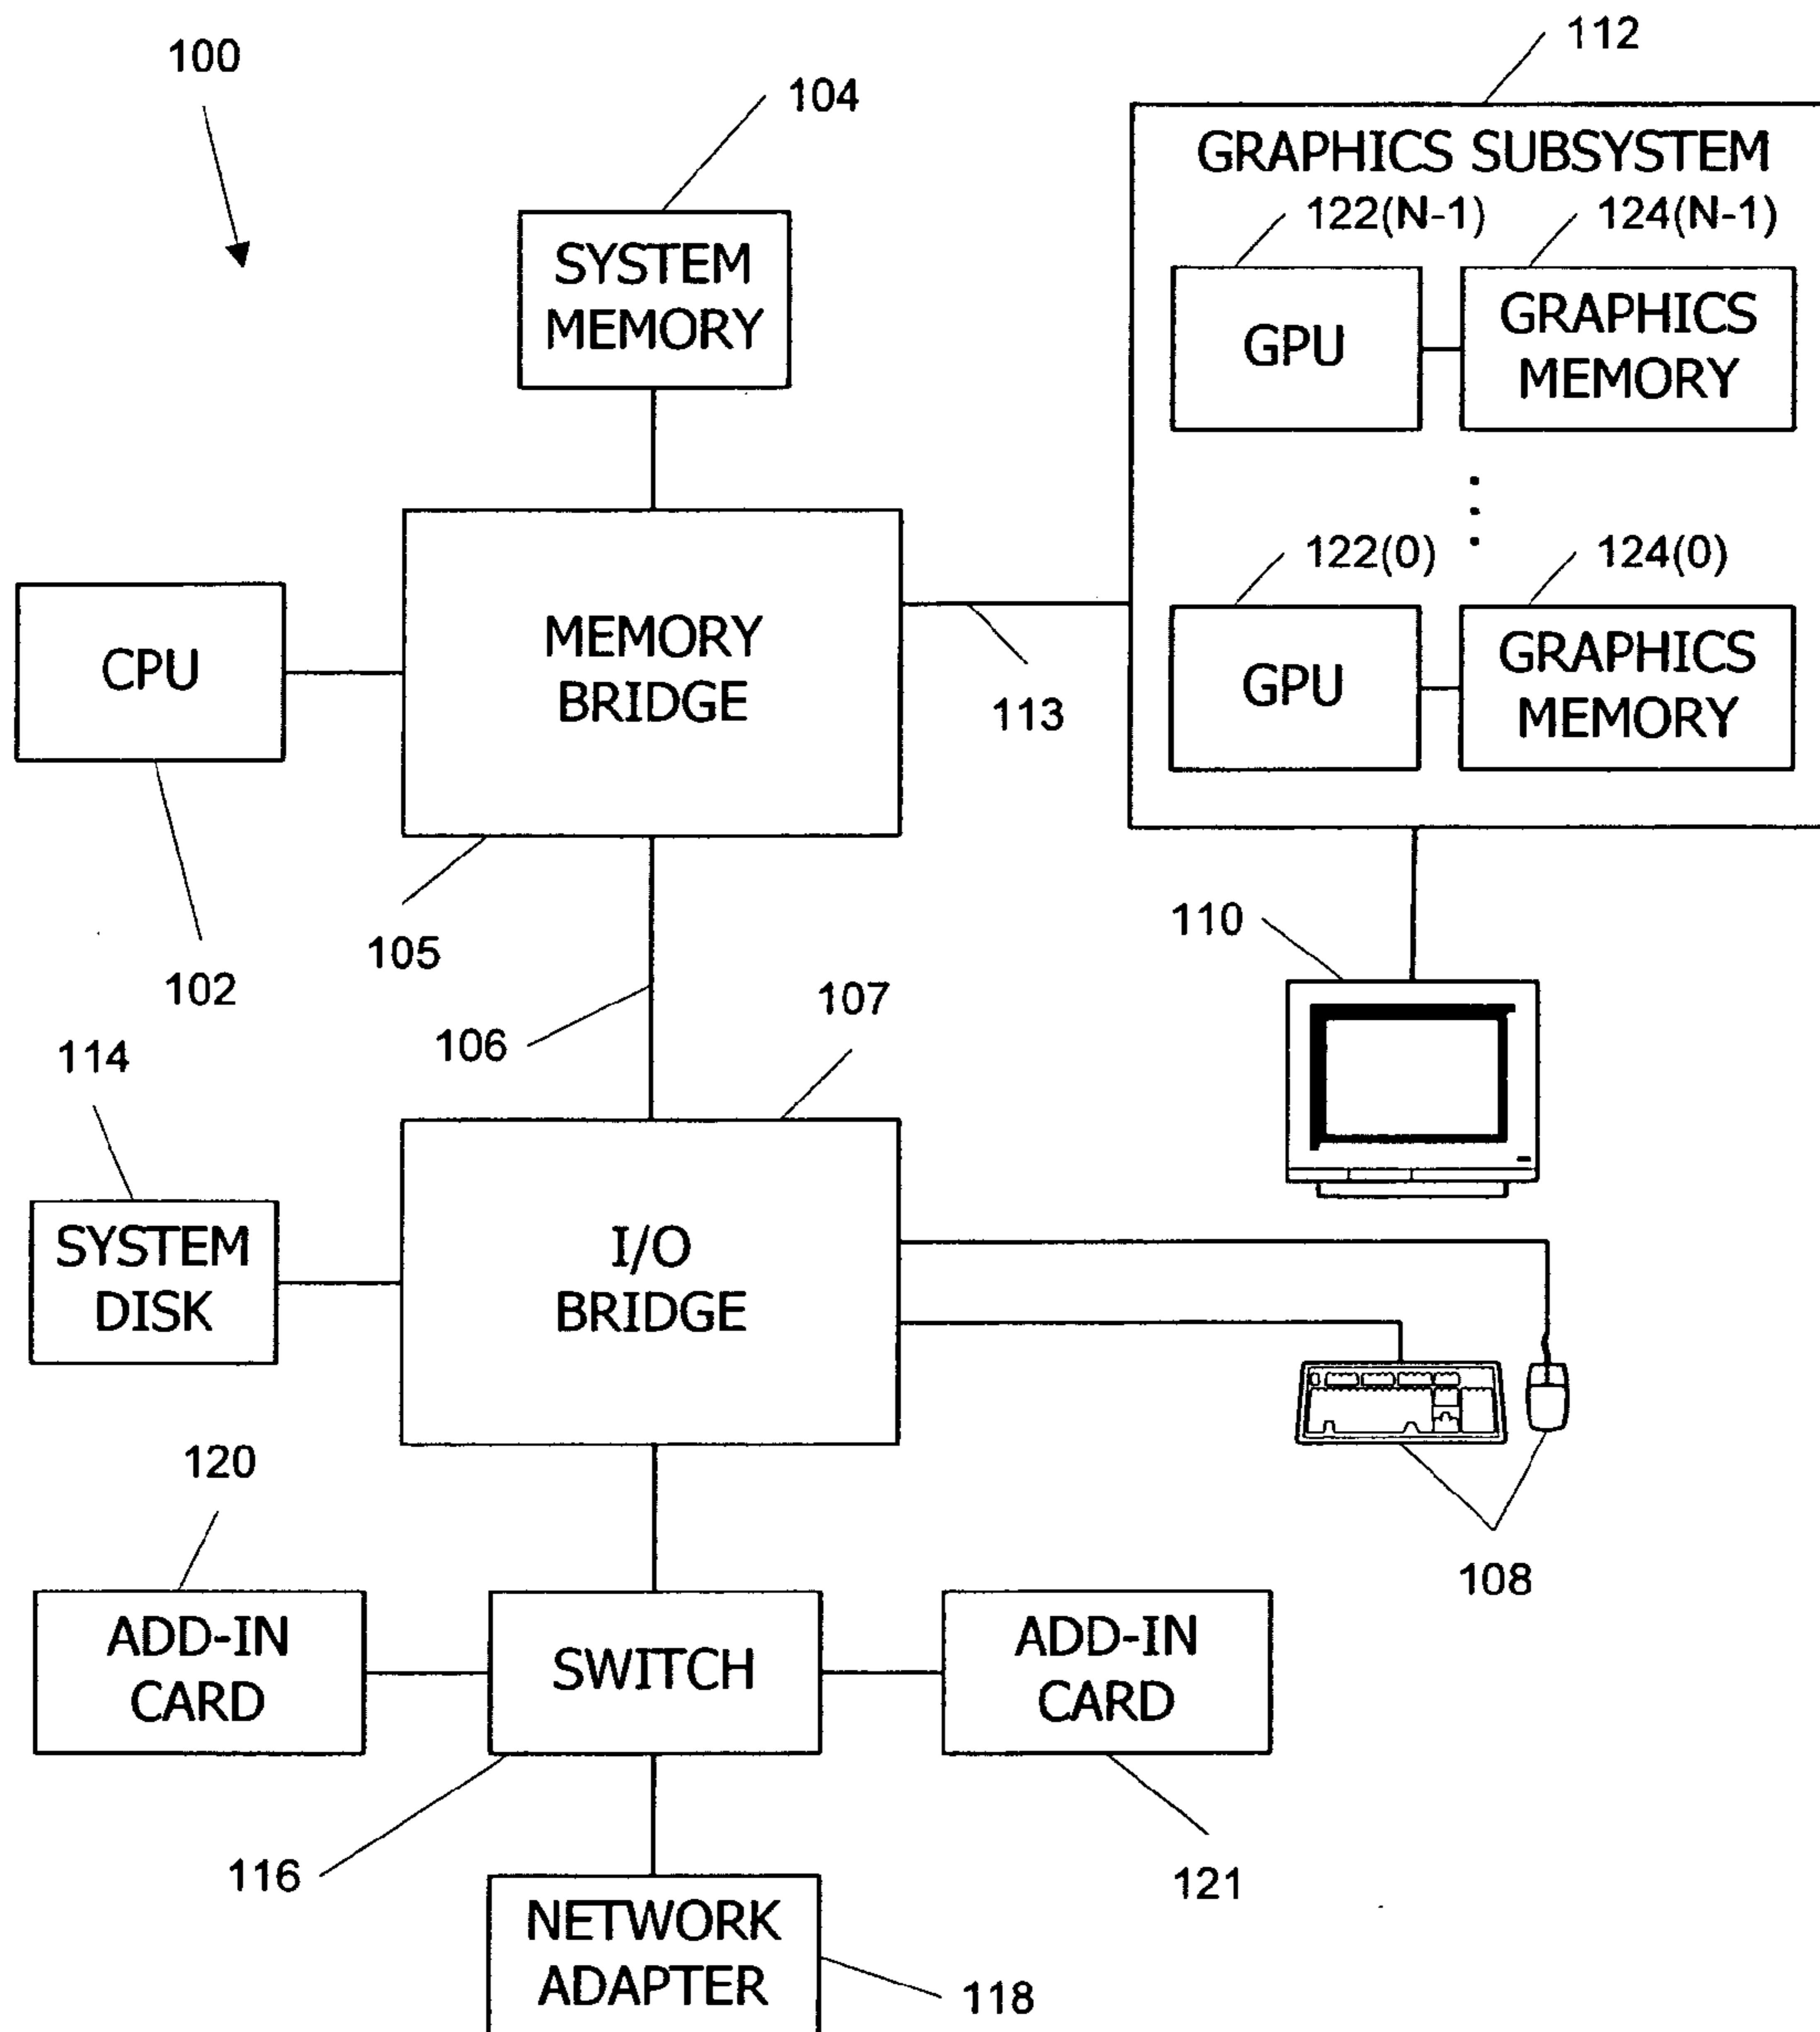 100
112
104
GRAPHICS SUBSYSTEM
122(N-1)
124(N-1)
SYSTEM
MEMORY
GPU
GRAPHICS
MEMORY
122(0)
124(0)
CPU
MEMORY
BRIDGE
GPU
GRAPHICS
MEMORY
113
110
105
102
107
106
114
SYSTEM
DISK
I/O
BRIDGE
120
108
ADD-IN
CARD
SWITCH
ADD-IN
CARD
116
121
NETWORK
ADAPTER
118